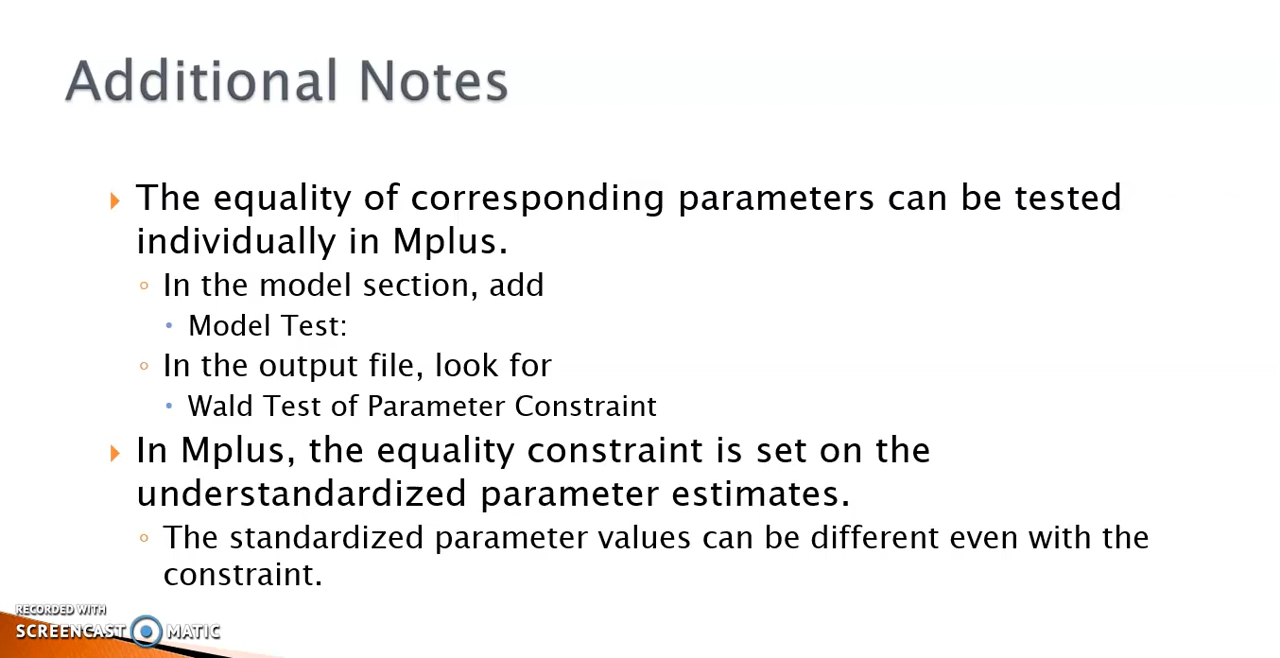 Additional Notes
The equality of corresponding parameters can be tested
individually in Mplus.
In the model section, add
Model Test:
In the output file, look for
Wald Test of Parameter Constraint
In Mplus, the equality constraint is set on the
understandardized parameter estimates.
The standardized parameter values can be different even with the
constraint.
RECORDED WITH
SCREENCAST MATIC